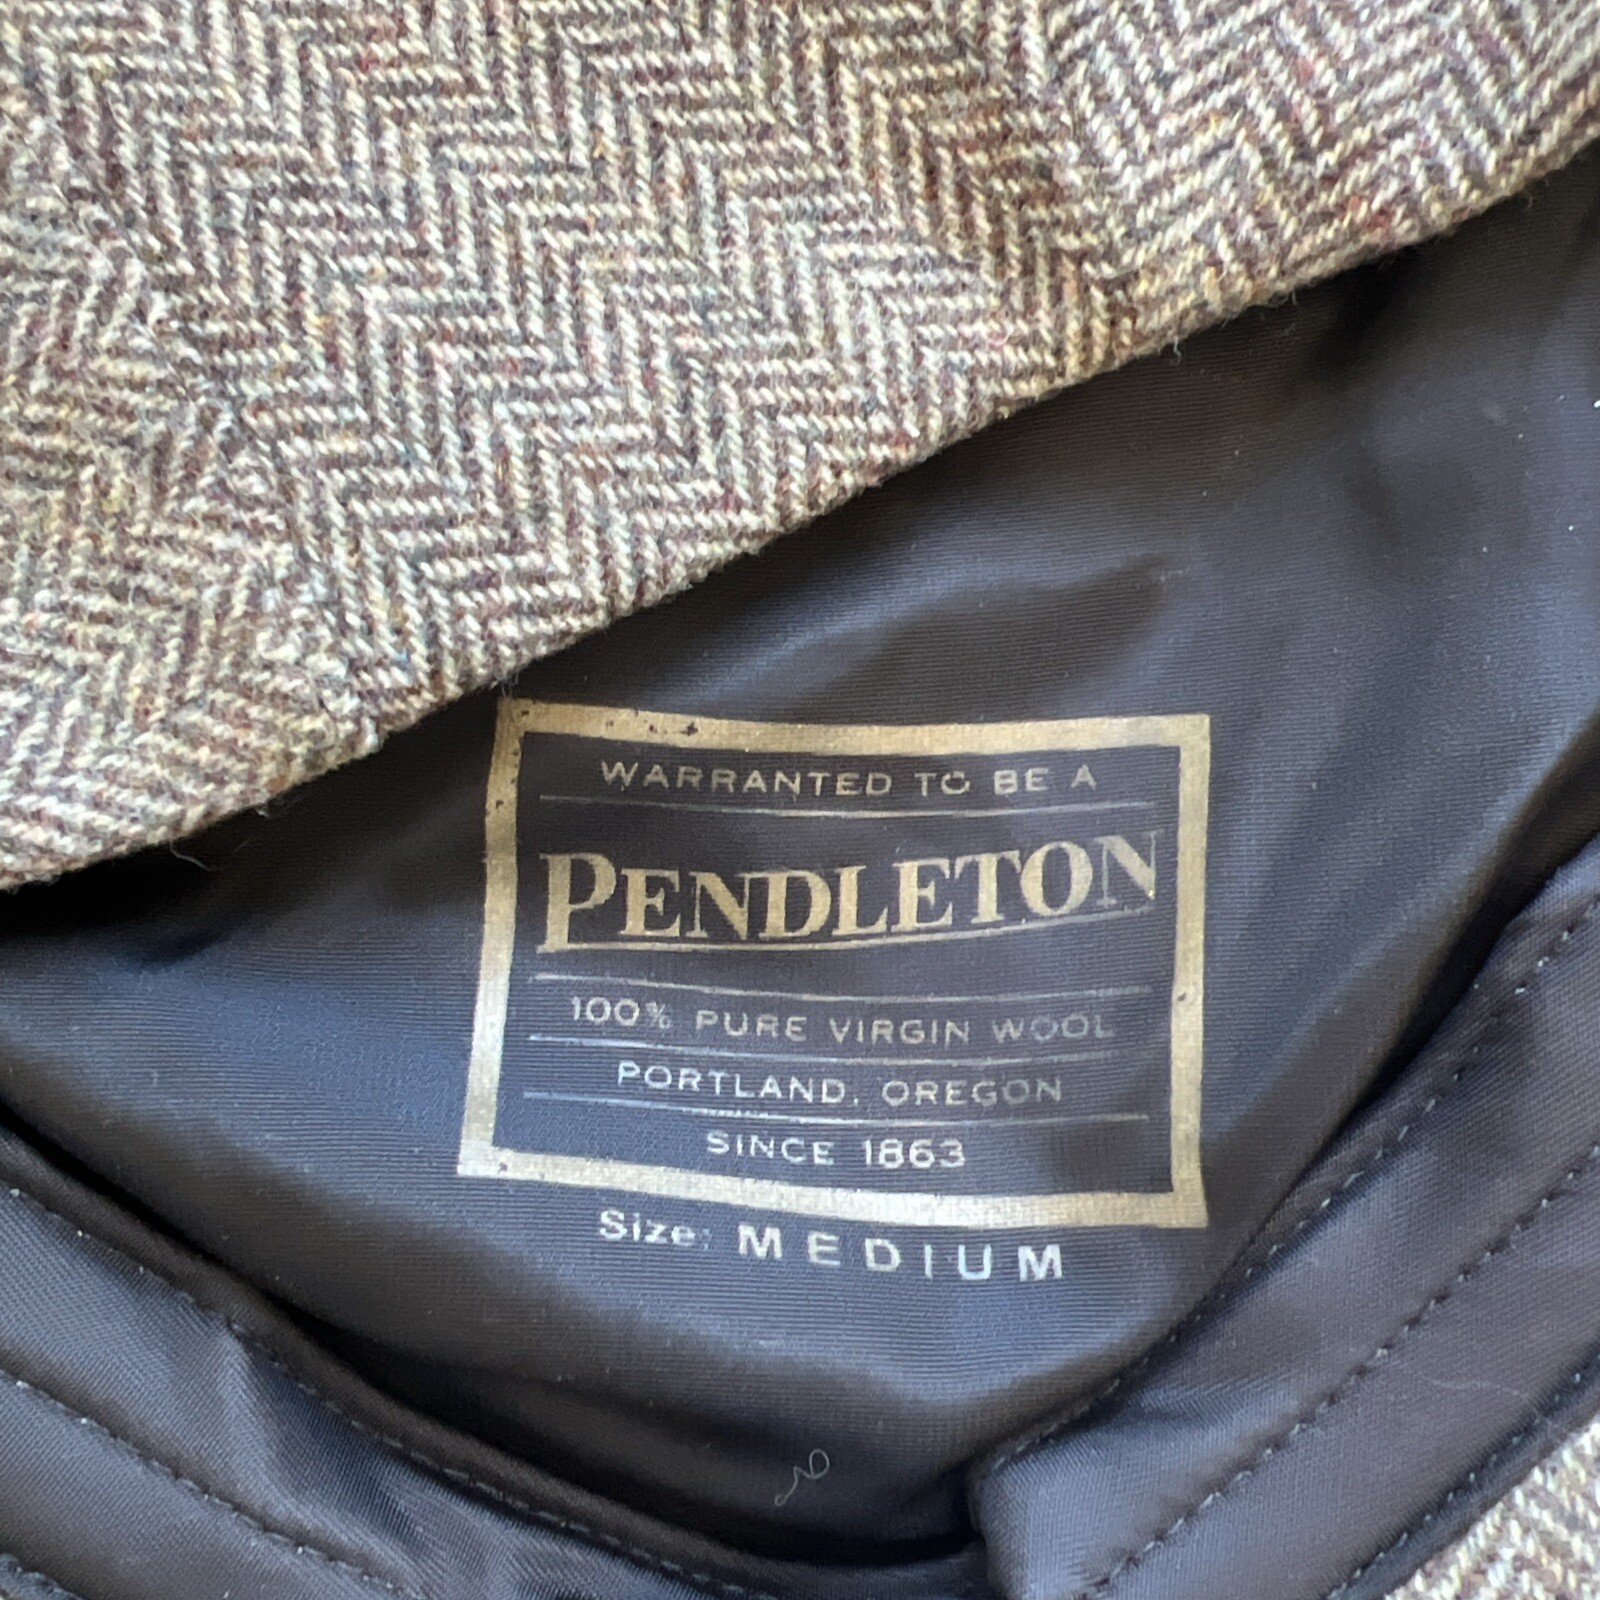 WARRANTED TO BE A
PENDLETON
100% PURE VIRGIN WOOL
PORTLAND, OREGON
SINCE 1863
Size: MEDIUM